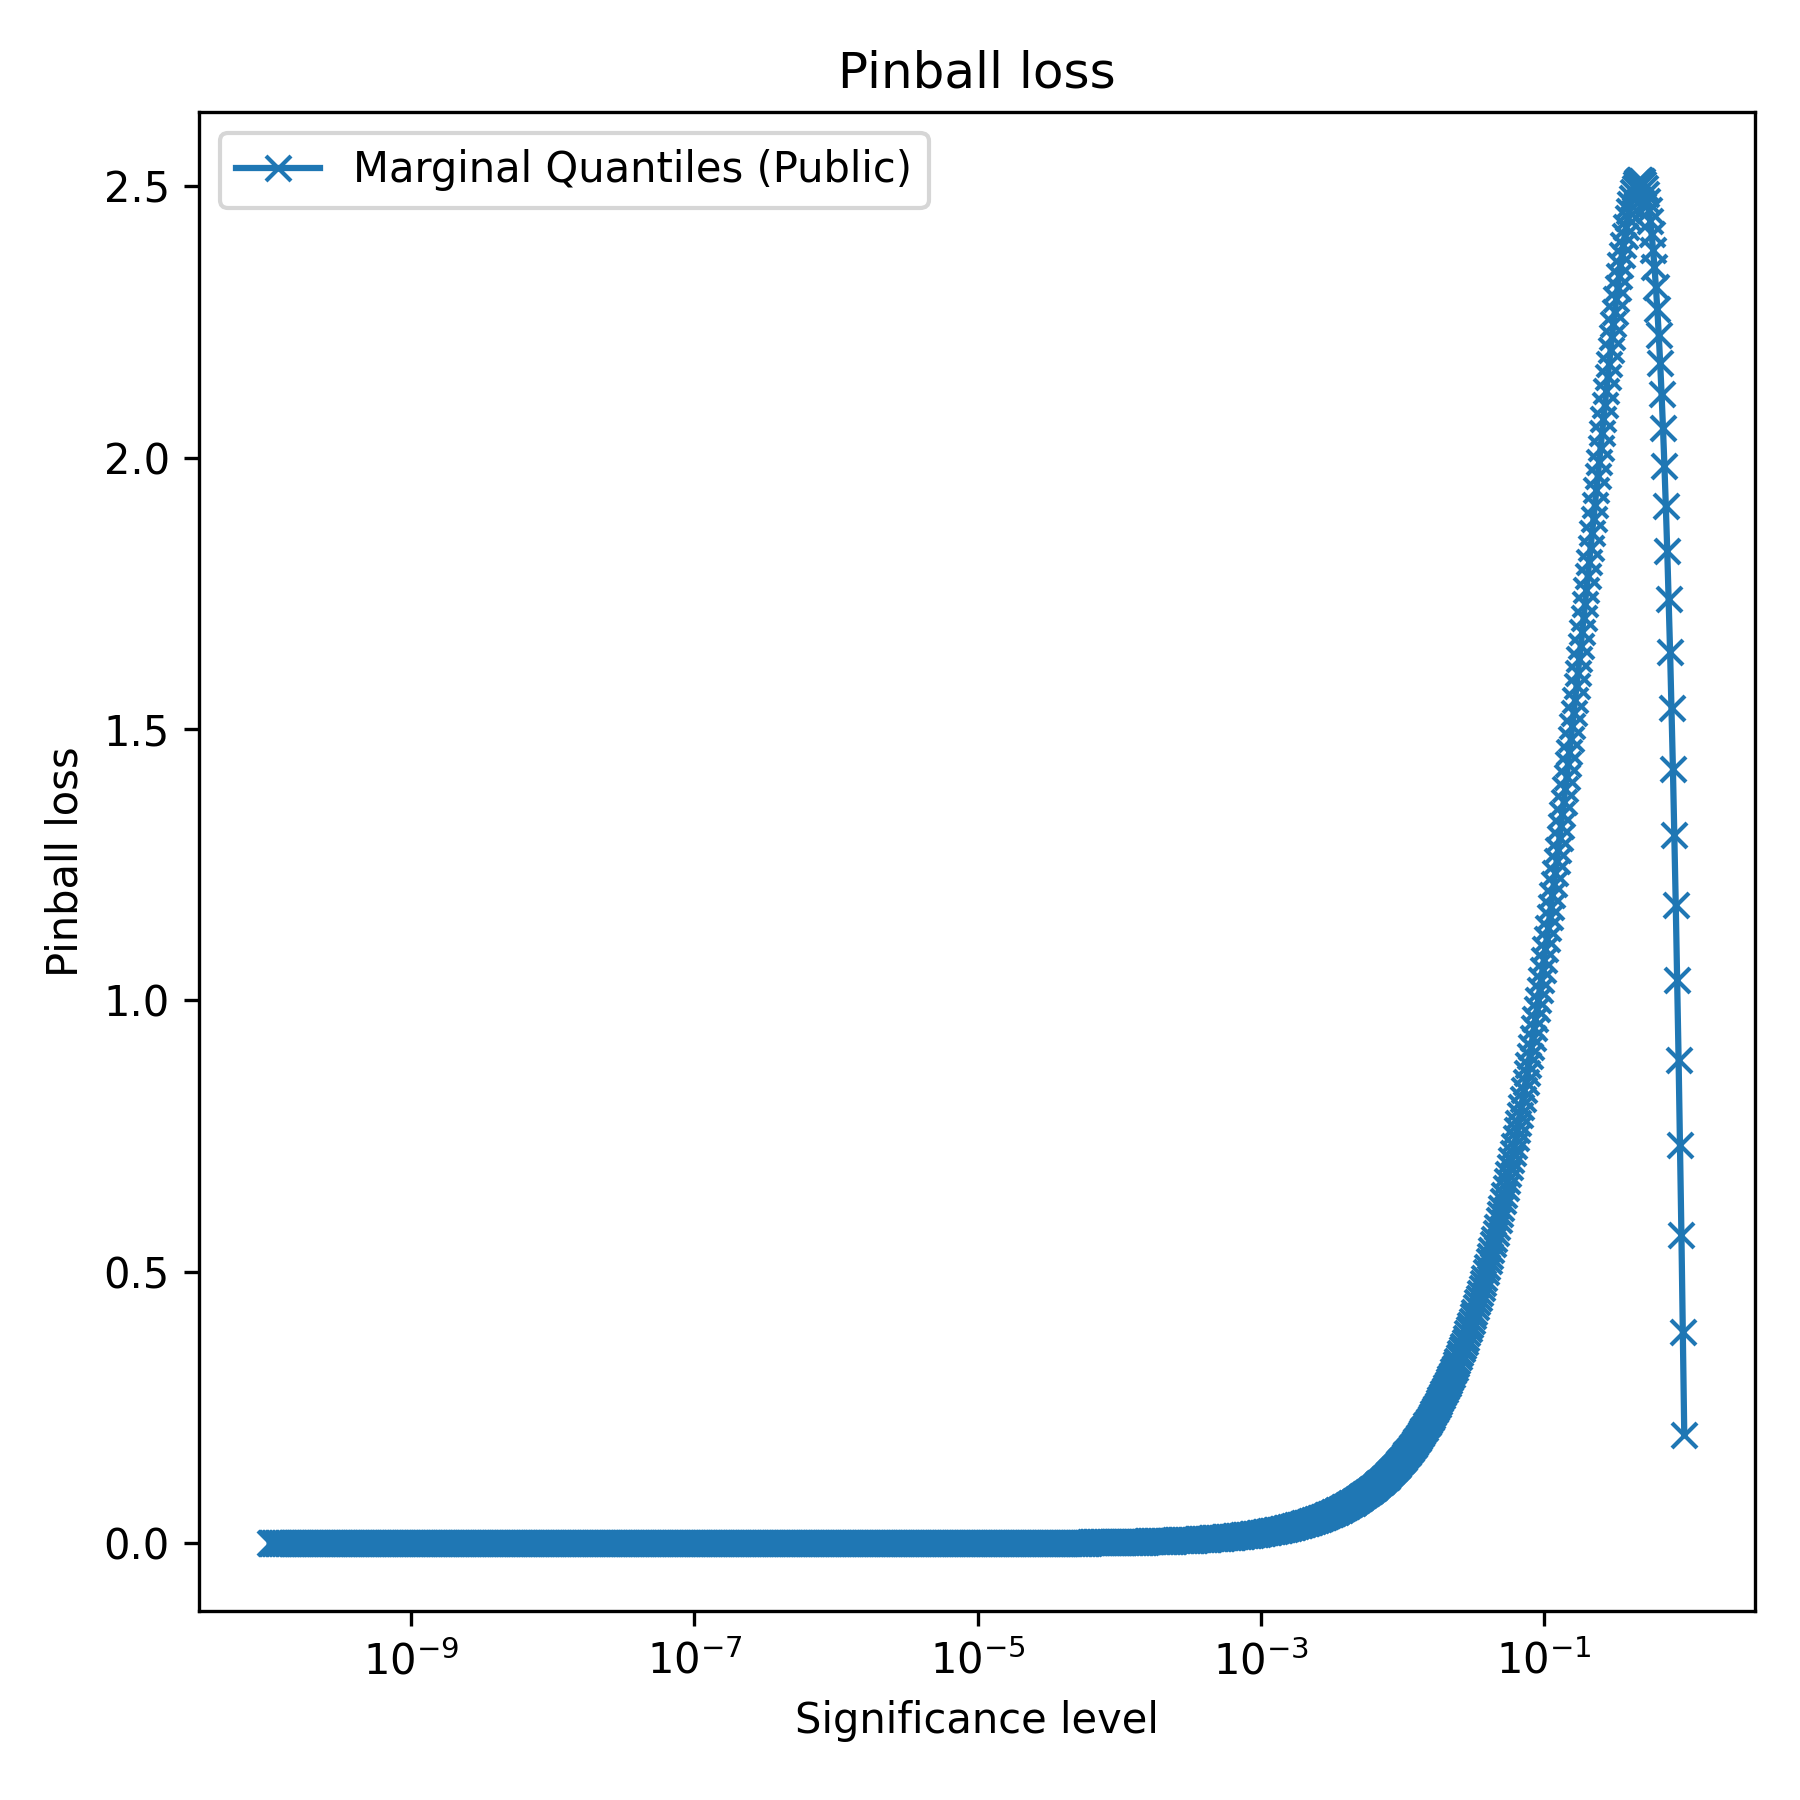 Pinball loss
Marginal Quantiles (Public)
2.5
2.0
1.5
1.0
0.5
0.0
Pinball loss
10⁻⁹ 10⁻⁷ 10⁻⁵ 10⁻³ 10⁻¹
Significance level